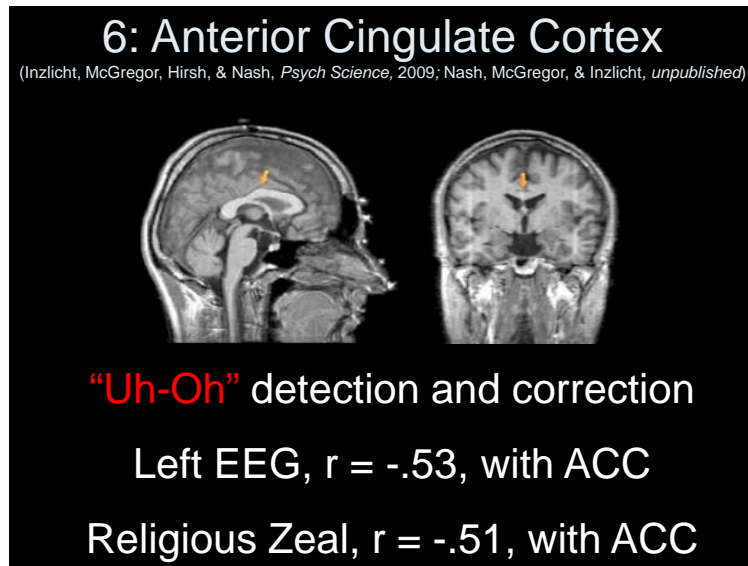 6: Anterior Cingulate Cortex
(Inzlicht, McGregor, Hirsh, & Nash, Psych Science, 2009; Nash, McGregor, & Inzlicht, unpublished)
“Uh-Oh” detection and correction
Left EEG, r = -.53, with ACC
Religious Zeal, r = -.51, with ACC